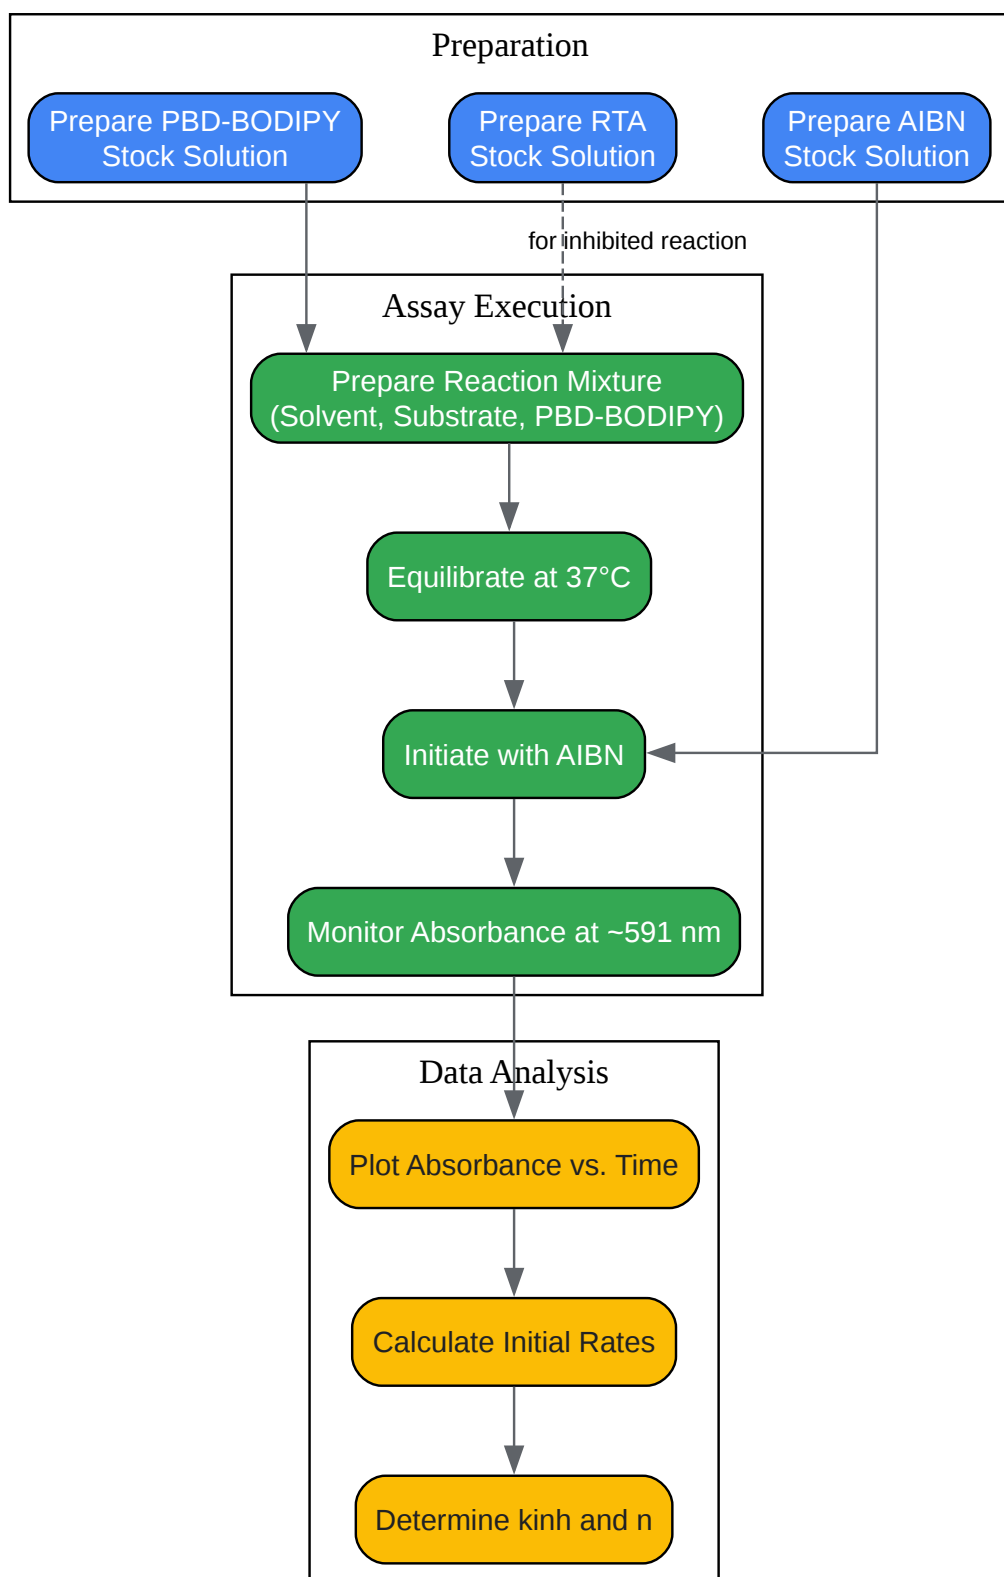 Preparation
Prepare PBD-BODIPY
Stock Solution
Prepare RTA
Stock Solution
Prepare AIBN
Stock Solution
for inhibited reaction
Assay Execution
Prepare Reaction Mixture
(Solvent, Substrate, PBD-BODIPY)
Equilibrate at 37°C
Initiate with AIBN
Monitor Absorbance at ~591 nm
Data Analysis
Plot Absorbance vs. Time
Calculate Initial Rates
Determine kinh and n